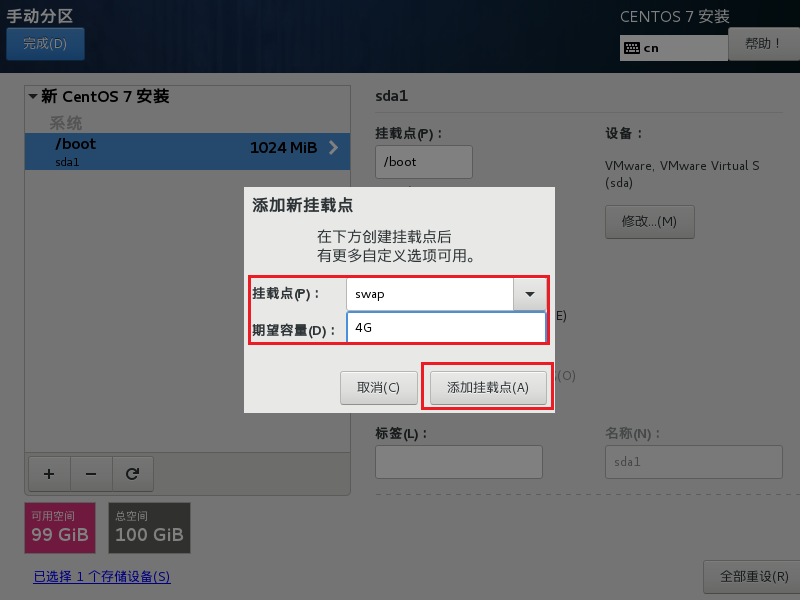 手动分区
CENTOS 7 安装
完成(D)
cn
帮助！
新 CentOS 7 安装
系统
/boot
1024 MiB
sda1
sda1
挂载点(P)：
/boot
设备：
VMware, VMware Virtual S
(sda)
修改...(M)
添加新挂载点
在下方创建挂载点后
有更多自定义选项可用。
挂载点(P)：
swap
期望容量(D)：
4G
E)
取消(C)
添加挂载点(A)
(O)
标签(L)：
名称(N)：
sda1
可用空间
99 GiB
总空间
100 GiB
已选择 1 个存储设备(S)
全部重设(R)